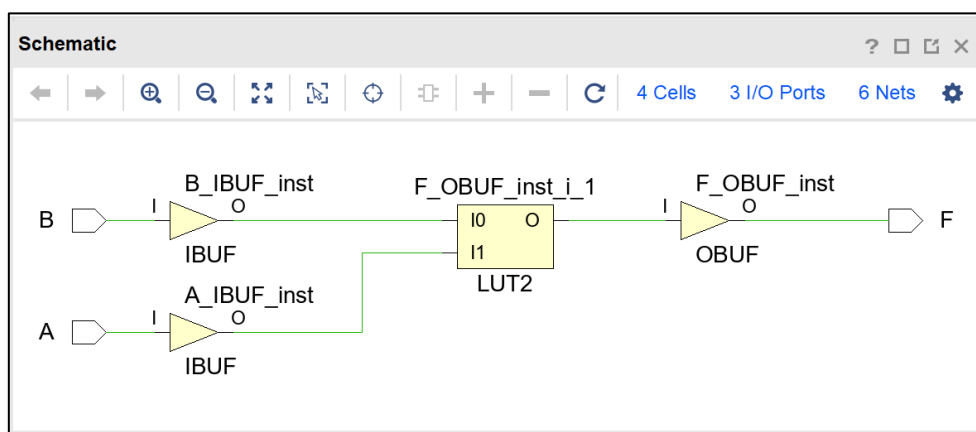 Schematic
4 Cells 3 I/O Ports 6 Nets
B_IBUF_inst F_OBUF_inst_i_1 F_OBUF_inst
B I O I0 O I O F
IBUF I1 OBUF
LUT2
A_IBUF_inst
A I O
IBUF